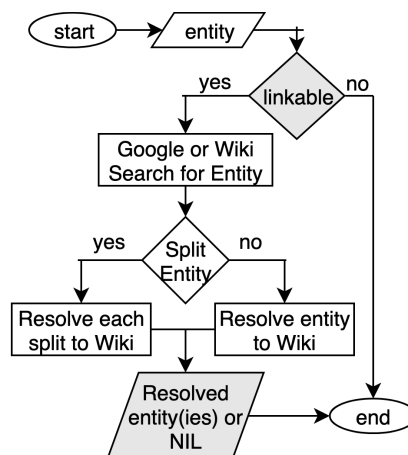 start
entity
linkable
yes
no
Google or Wiki
Search for Entity
Split
Entity
yes
no
Resolve each
split to Wiki
Resolve entity
to Wiki
Resolved
entity(ies) or
NIL
end